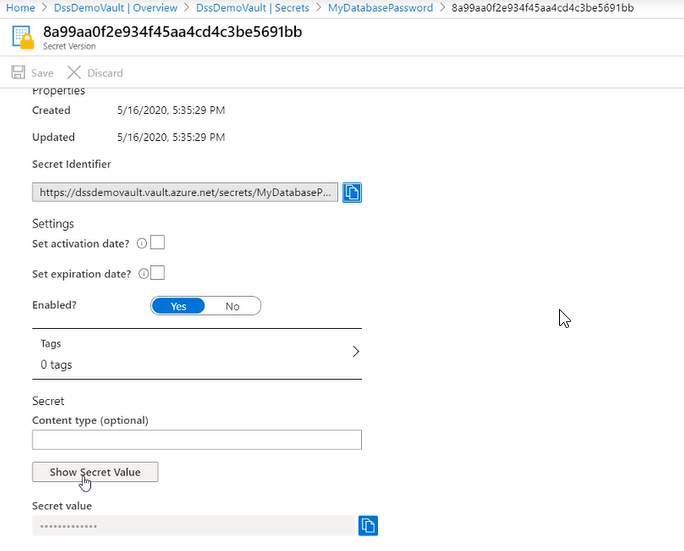 Home > DssDemoVault | Overview > DssDemoVault | Secrets > MyDatabasePassword > 8a99aa0f2e934f45aa4cd4c3be5691bb
8a99aa0f2e934f45aa4cd4c3be5691bb
Secret Version
Save Discard
Properties
Created 5/16/2020, 5:35:29 PM
Updated 5/16/2020, 5:35:29 PM
Secret Identifier
https://dssdemovault.vault.azure.net/secrets/MyDatabaseP...
Settings
Set activation date?
Set expiration date?
Enabled? Yes No
Tags
0 tags
Secret
Content type (optional)
Show Secret Value
Secret value
•••••••••••••